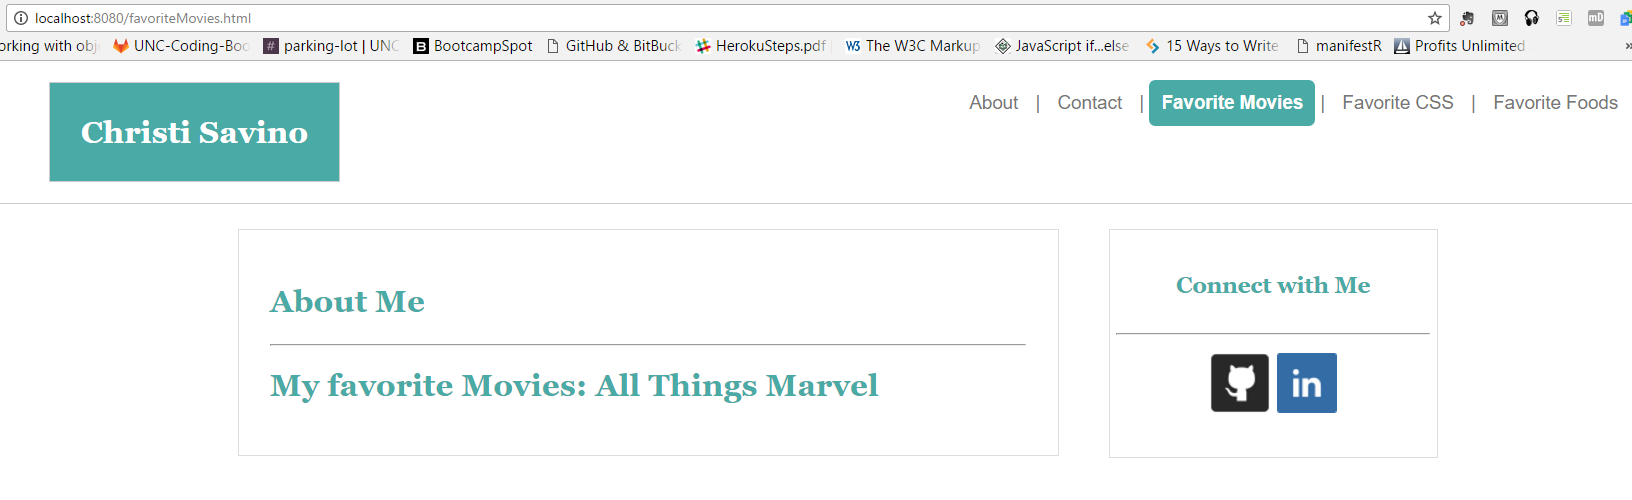 localhost:8080/favoriteMovies.html
orking with obj UNC-Coding-Boo parking-lot | UNC BootcampSpot GitHub & BitBuck HerokuSteps.pdf The W3C Markup JavaScript if...else 15 Ways to Write manifestR Profits Unlimited »
Christi Savino
About | Contact | Favorite Movies | Favorite CSS | Favorite Foods
About Me
My favorite Movies: All Things Marvel
Connect with Me
in